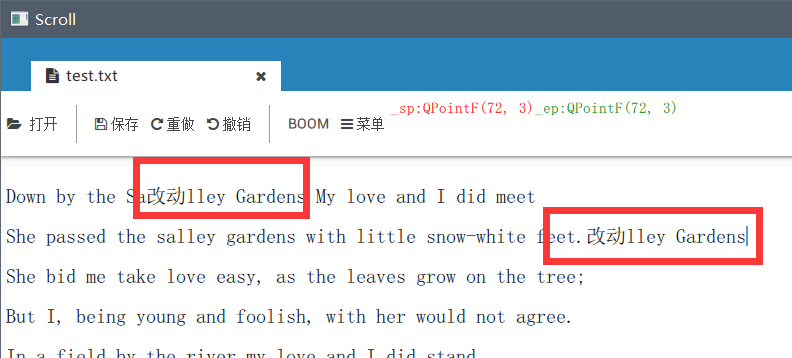 Scroll
test.txt
打开 保存 重做 撤销 BOOM 菜单 _sp:QPointF(72, 3)_ep:QPointF(72, 3)
Down by the Sa改动lley Gardens My love and I did meet
She passed the salley gardens with little snow-white feet.改动lley Gardens
She bid me take love easy, as the leaves grow on the tree;
But I, being young and foolish, with her would not agree.
In a field by the river my love and I did stand